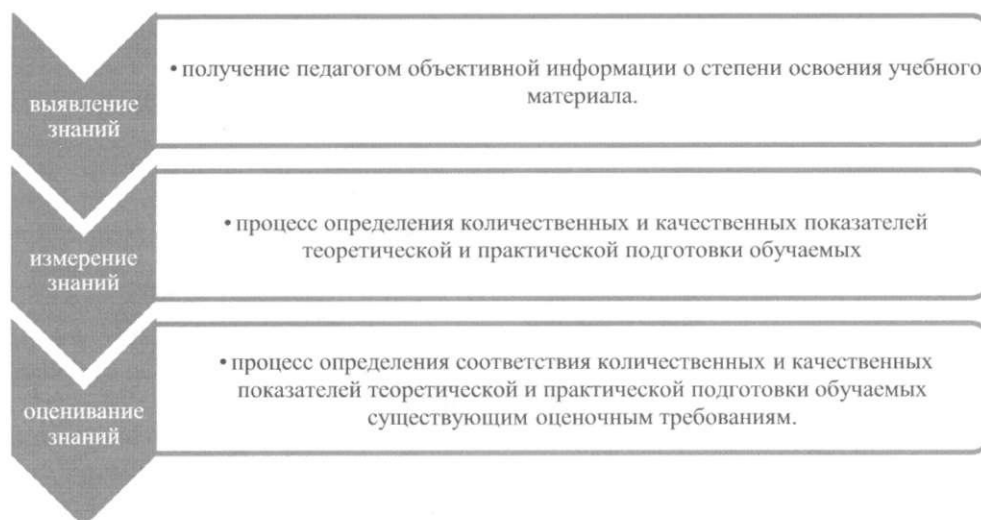 выявление
знаний
• получение педагогом объективной информации о степени освоения учебного
материала.
измерение
знаний
• процесс определения количественных и качественных показателей
теоретической и практической подготовки обучаемых
оценивание
знаний
• процесс определения соответствия количественных и качественных
показателей теоретической и практической подготовки обучаемых
существующим оценочным требованиям.